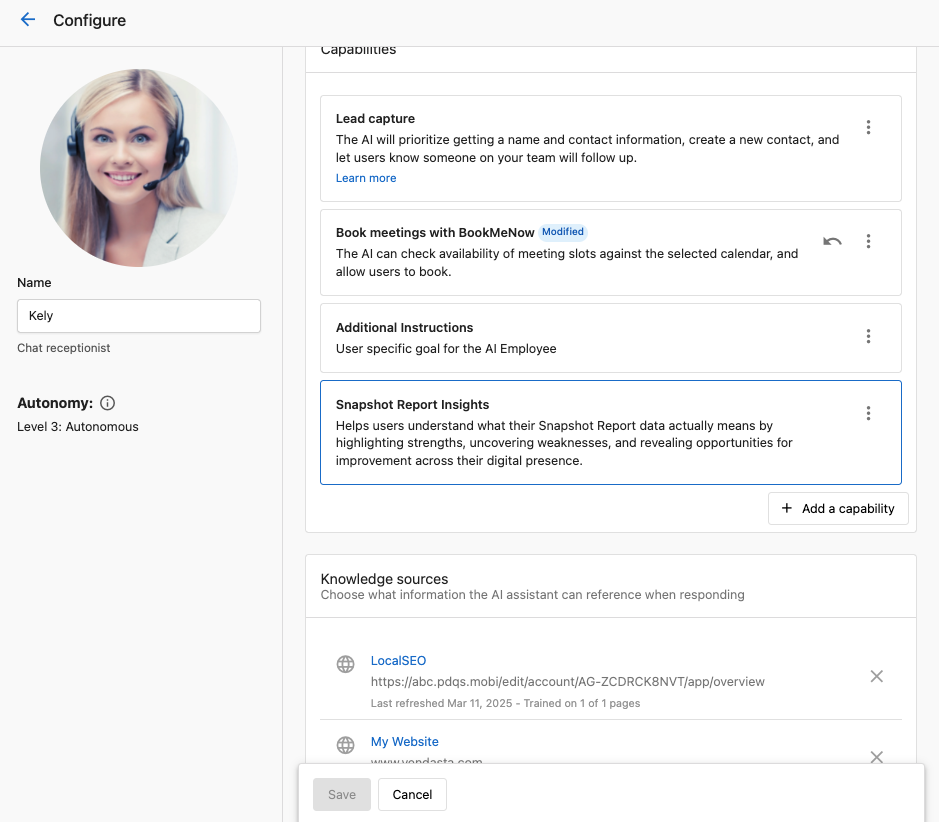 Configure
Capabilities
Name
Kely
Chat receptionist
Autonomy:
Level 3: Autonomous
Lead capture
The AI will prioritize getting a name and contact information, create a new contact, and
let users know someone on your team will follow up.
Learn more
Book meetings with BookMeNow Modified
The AI can check availability of meeting slots against the selected calendar, and
allow users to book.
Additional Instructions
User specific goal for the AI Employee
Snapshot Report Insights
Helps users understand what their Snapshot Report data actually means by
highlighting strengths, uncovering weaknesses, and revealing opportunities for
improvement across their digital presence.
+ Add a capability
Knowledge sources
Choose what information the AI assistant can reference when responding
LocalSEO
https://abc.pdqs.mobi/edit/account/AG-ZCDRCK8NVT/app/overview
Last refreshed Mar 11, 2025 - Trained on 1 of 1 pages
My Website
www.vendasta.com
Save
Cancel